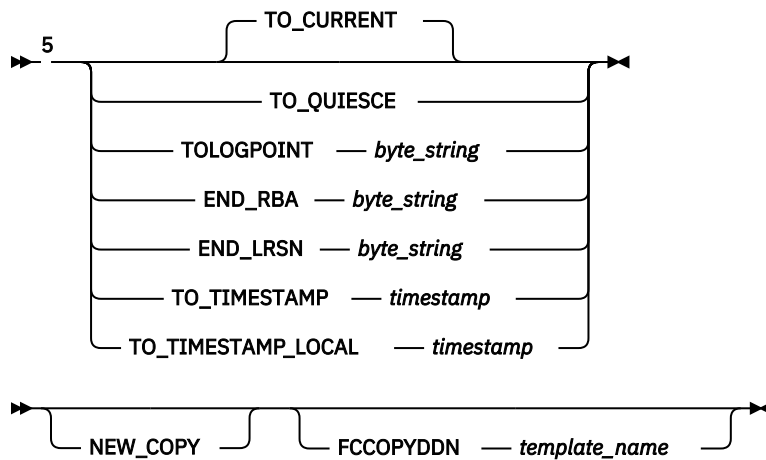 TO_CURRENT
5
TO_QUIESCE
TOLOGPOINT byte_string
END_RBA byte_string
END_LRSN byte_string
TO_TIMESTAMP timestamp
TO_TIMESTAMP_LOCAL timestamp
NEW_COPY FCCOPYDDN template_name